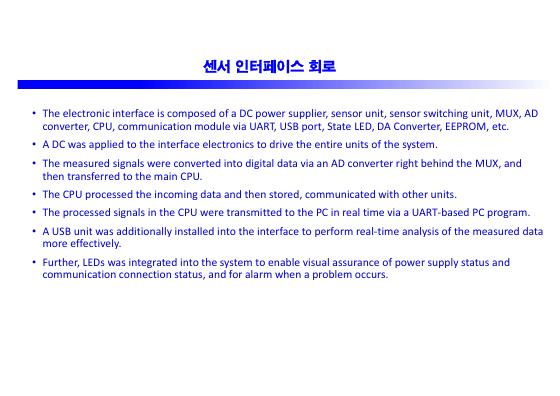 센서 인터페이스 회로
• The electronic interface is composed of a DC power supplier, sensor unit, sensor switching unit, MUX, AD
converter, CPU, communication module via UART, USB port, State LED, DA Converter, EEPROM, etc.
• A DC was applied to the interface electronics to drive the entire units of the system.
• The measured signals were converted into digital data via an AD converter right behind the MUX, and
then transferred to the main CPU.
• The CPU processed the incoming data and then stored, communicated with other units.
• The processed signals in the CPU were transmitted to the PC in real time via a UART-based PC program.
• A USB unit was additionally installed into the interface to perform real-time analysis of the measured data
more effectively.
• Further, LEDs was integrated into the system to enable visual assurance of power supply status and
communication connection status, and for alarm when a problem occurs.